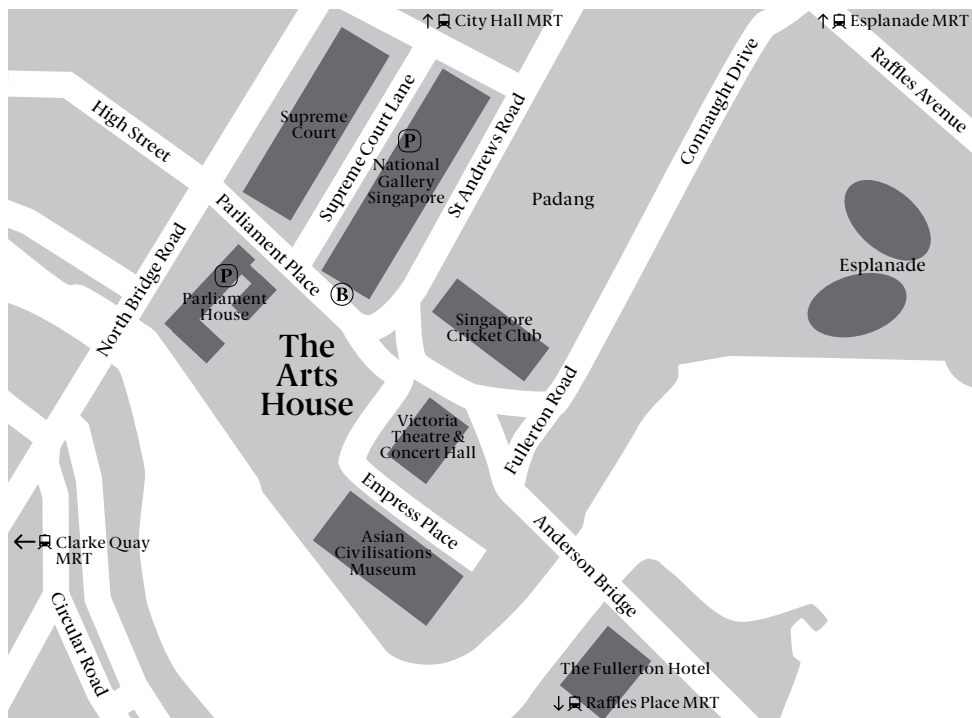 City Hall MRT
Esplanade MRT
Raffles Avenue
Connaught Drive
High Street
Supreme
Court
Supreme Court Lane
P
National
Gallery
Singapore
St Andrew's Road
Padang
Parliament Place
North Bridge Road
P
Parliament
House
B
Esplanade
Singapore
Cricket Club
The
Arts
House
Victoria
Theatre &
Concert Hall
Fullerton Road
Empress Place
Asian
Civilisations
Museum
Anderson Bridge
Clarke Quay
MRT
Circular Road
The Fullerton Hotel
Raffles Place MRT